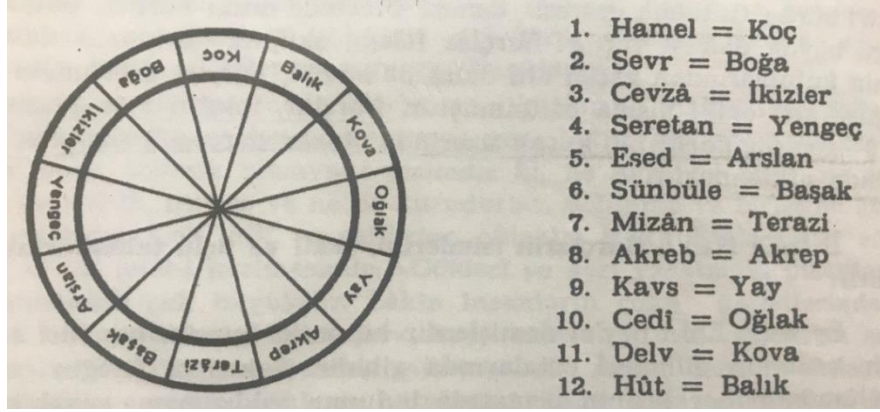 Koç
Balık
Kova
Oğlak
Yay
Akrep
Terâzi
Başak
Arslan
Yengeç
İkizler
Boğa
1. Hamel = Koç
2. Sevr = Boğa
3. Cevzâ = İkizler
4. Seretan = Yengeç
5. Esed = Arslan
6. Sünbüle = Başak
7. Mizân = Terazi
8. Akreb = Akrep
9. Kavs = Yay
10. Cedî = Oğlak
11. Delv = Kova
12. Hût = Balık